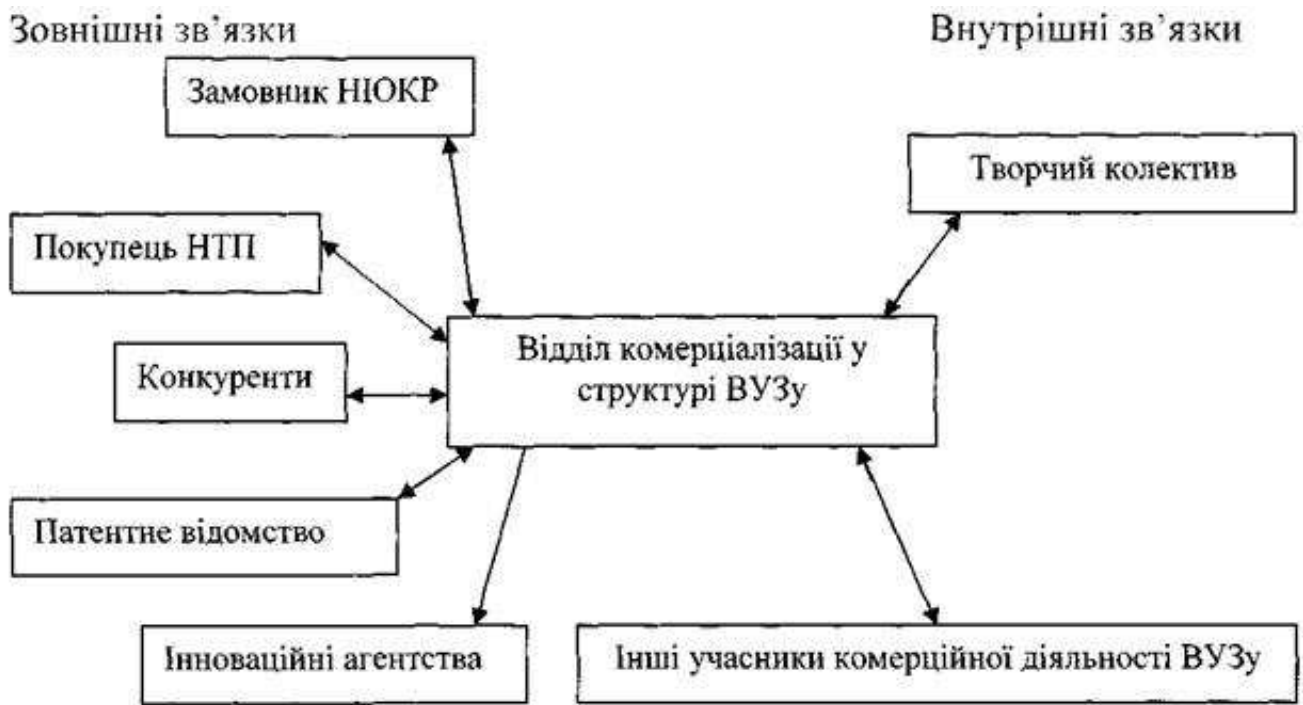 Зовнішні зв’язки
Внутрішні зв’язки
Замовник НІОКР
Творчий колектив
Покупець НТП
Відділ комерціалізації у
структурі ВУЗу
Конкуренти
Патентне відомство
Інноваційні агентства
Інші учасники комерційної діяльності ВУЗу